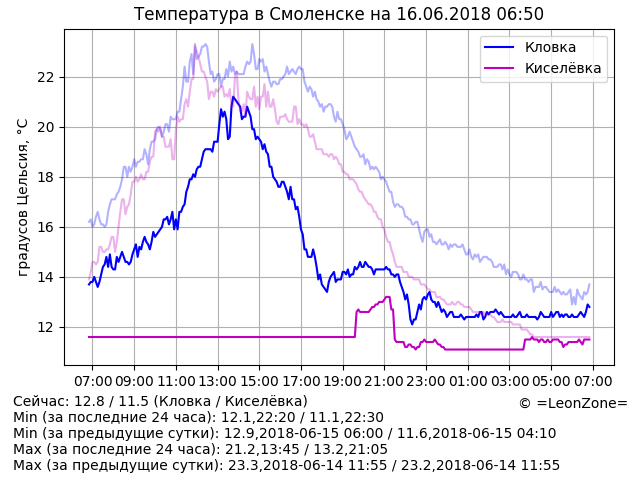 Температура в Смоленске на 16.06.2018 06:50
Кловка
Киселёвка
градусов Цельсия, °C
22
20
18
16
14
12
07:00 09:00 11:00 13:00 15:00 17:00 19:00 21:00 23:00 01:00 03:00 05:00 07:00
Сейчас: 12.8 / 11.5 (Кловка / Киселёвка)
© =LeonZone=
Min (за последние 24 часа): 12.1,22:20 / 11.1,22:30
Min (за предыдущие сутки): 12.9,2018-06-15 06:00 / 11.6,2018-06-15 04:10
Max (за последние 24 часа): 21.2,13:45 / 13.2,21:05
Max (за предыдущие сутки): 23.3,2018-06-14 11:55 / 23.2,2018-06-14 11:55